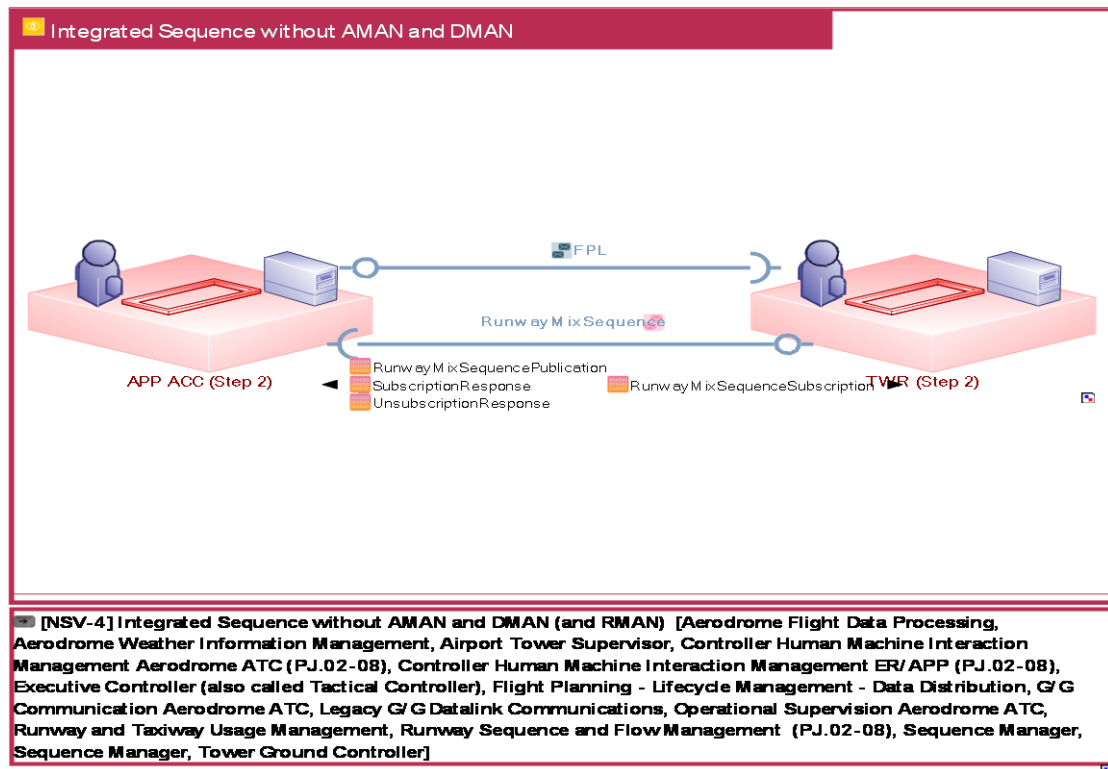 Integrated Sequence without AMAN and DMAN
FPL
RunwayMixSequence
APP ACC (Step 2)
TWR (Step 2)
RunwayMixSequencePublication
SubscriptionResponse
UnsubscriptionResponse
RunwayMixSequenceSubscription
[NSV-4] Integrated Sequence without AMAN and DMAN (and RMAN) [Aerodrome Flight Data Processing,
Aerodrome Weather Information Management, Airport Tower Supervisor, Controller Human Machine Interaction
Management Aerodrome ATC (PJ.02-08), Controller Human Machine Interaction Management ER/APP (PJ.02-08),
Executive Controller (also called Tactical Controller), Flight Planning - Lifecycle Management - Data Distribution, G/G
Communication Aerodrome ATC, Legacy G/G Datalink Communications, Operational Supervision Aerodrome ATC,
Runway and Taxiway Usage Management, Runway Sequence and Flow Management (PJ.02-08), Sequence Manager,
Sequence Manager, Tower Ground Controller]